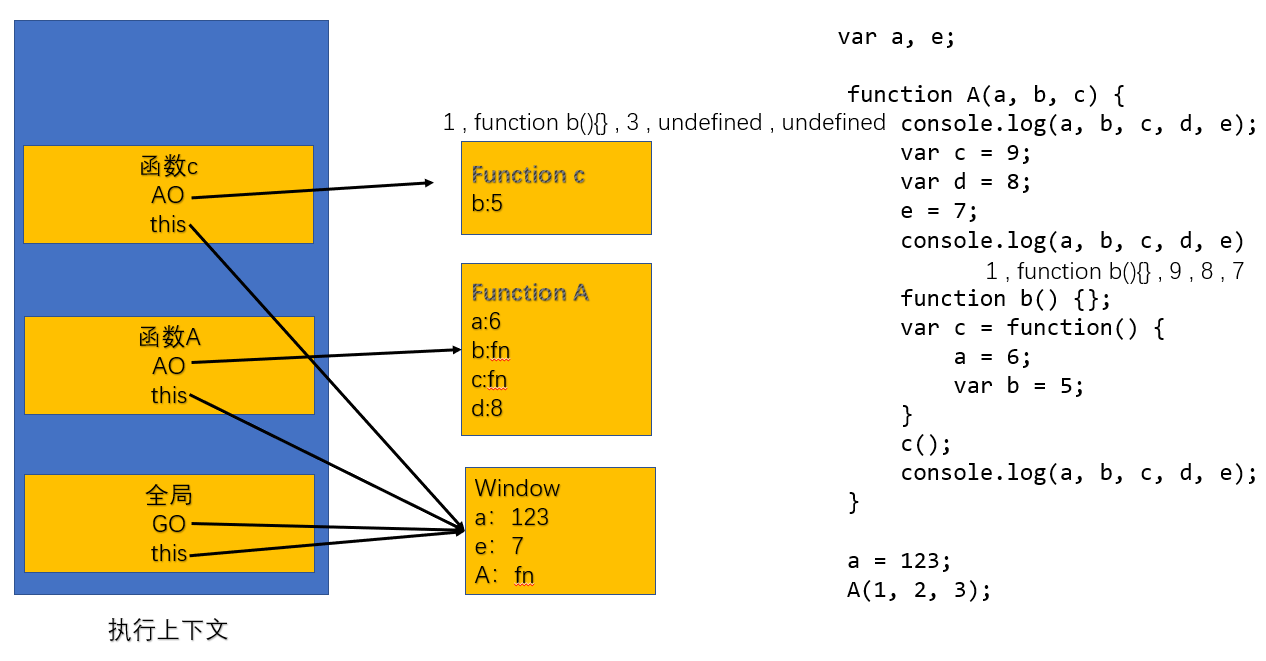 函数c
AO
this
函数A
AO
this
全局
GO
this
执行上下文
Function c
b:5
Function A
a:6
b:fn
c:fn
d:8
Window
a： 123
e： 7
A： fn
var a, e;
function A(a, b, c) {
1 , function b(){} , 3 , undefined , undefined
console.log(a, b, c, d, e);
var c = 9;
var d = 8;
e = 7;
console.log(a, b, c, d, e)
1 , function b(){} , 9 , 8 , 7
function b() {};
var c = function() {
a = 6;
var b = 5;
}
c();
console.log(a, b, c, d, e);
}
a = 123;
A(1, 2, 3);